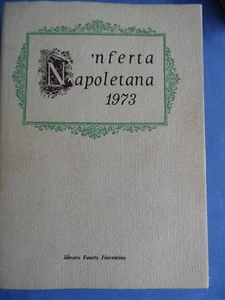 'nferta
Napoletana
1973
libreria Fausto Fiorentino